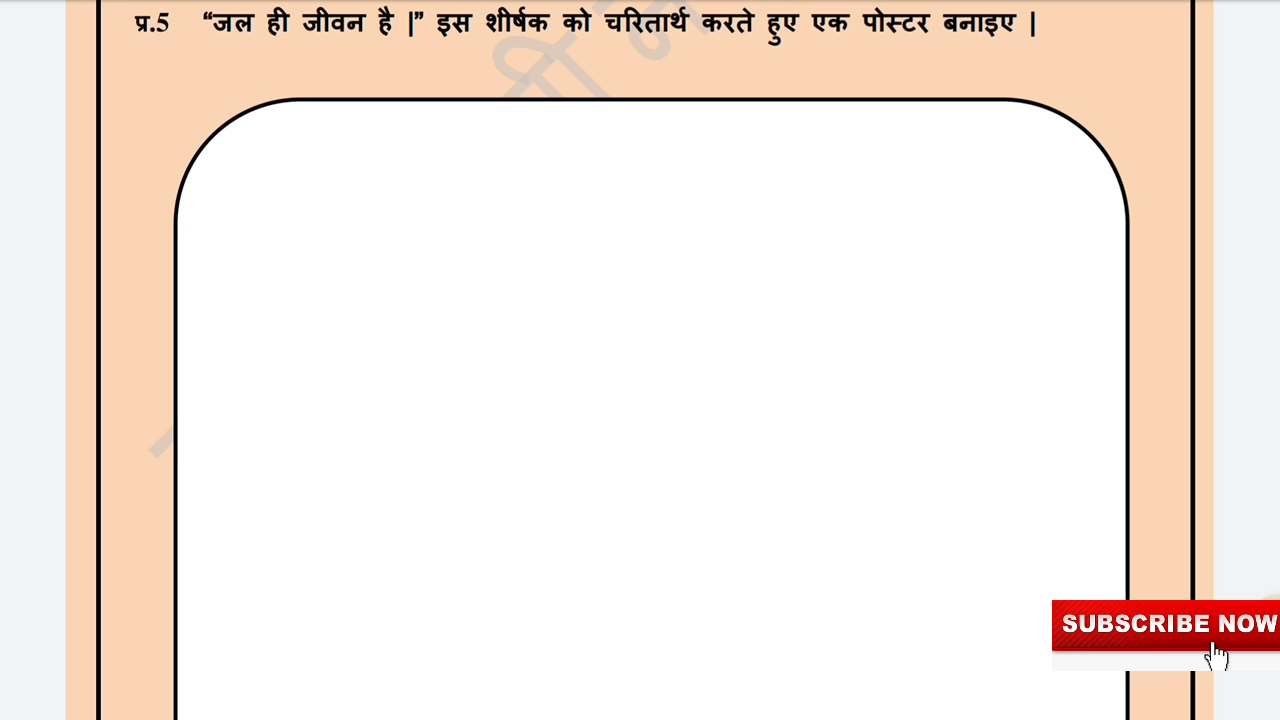 प्र.5 “जल ही जीवन है |” इस शीर्षक को चरितार्थ करते हुए एक पोस्टर बनाइए |
SUBSCRIBE NOW